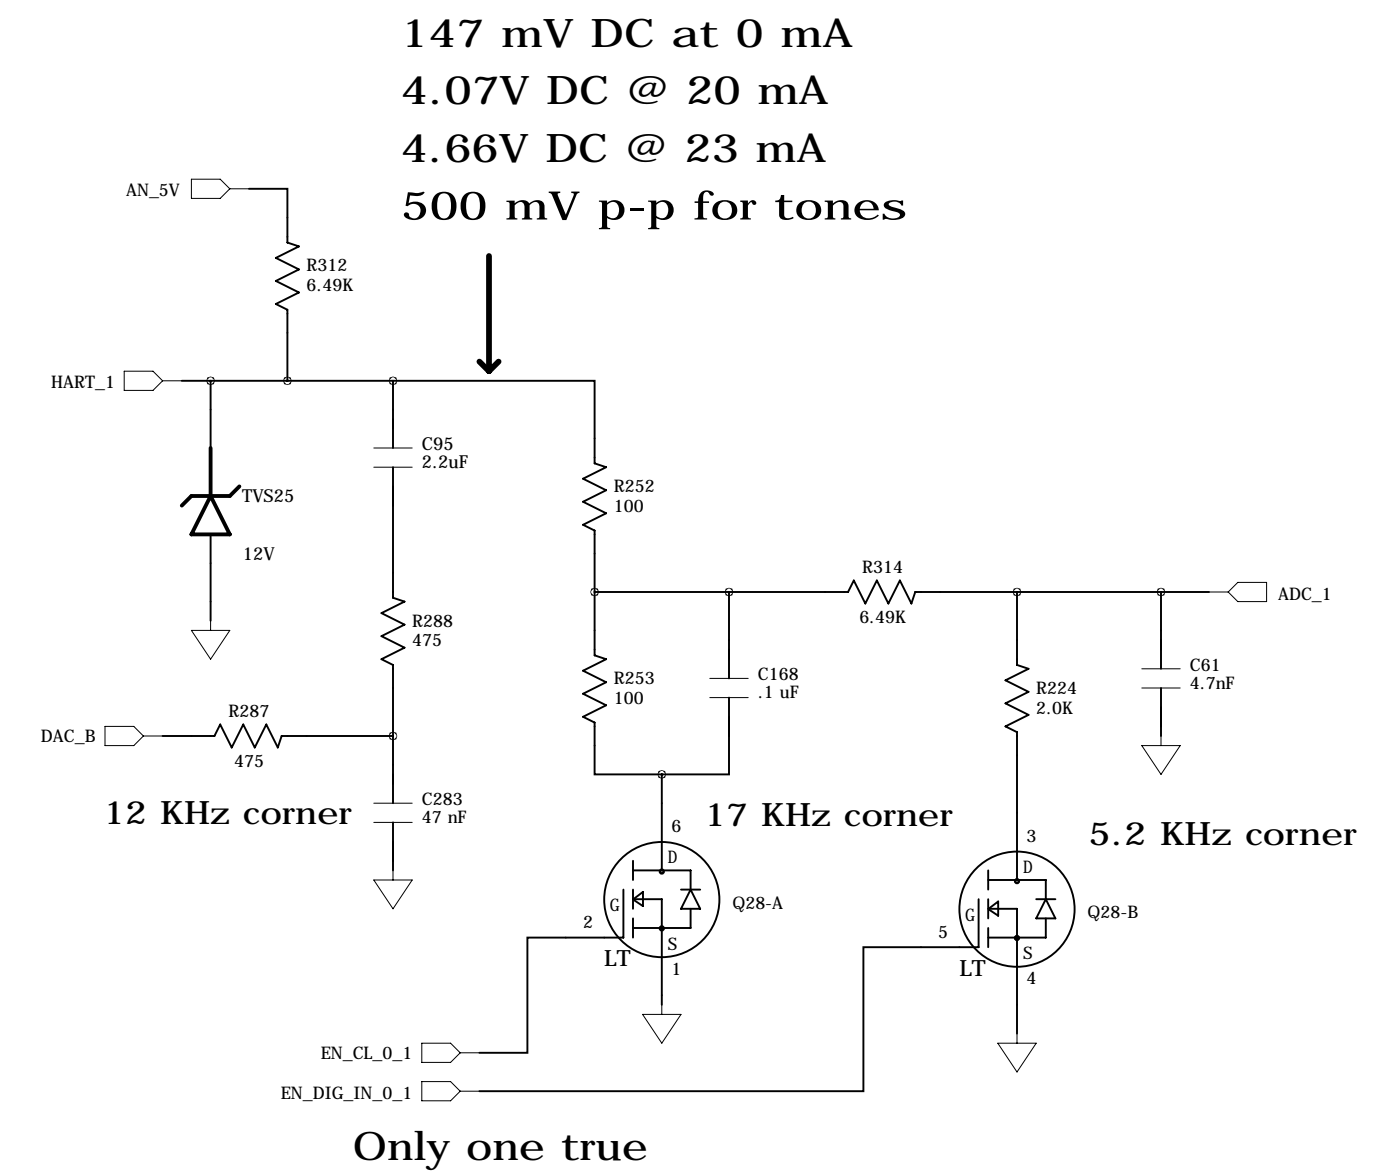 147 mV DC at 0 mA
4.07V DC @ 20 mA
4.66V DC @ 23 mA
500 mV p-p for tones
AN_5V
R312
6.49K
HART_1
C95
2.2uF
TVS25
12V
R252
100
R314
6.49K
ADC_1
R288
475
R253
100
C168
.1 uF
R224
2.0K
C61
4.7nF
DAC_B
R287
475
12 KHz corner
C283
47 nF
17 KHz corner
5.2 KHz corner
6
D
G
S
2
LT
1
Q28-A
3
D
G
S
5
LT
4
Q28-B
EN_CL_0_1
EN_DIG_IN_0_1
Only one true